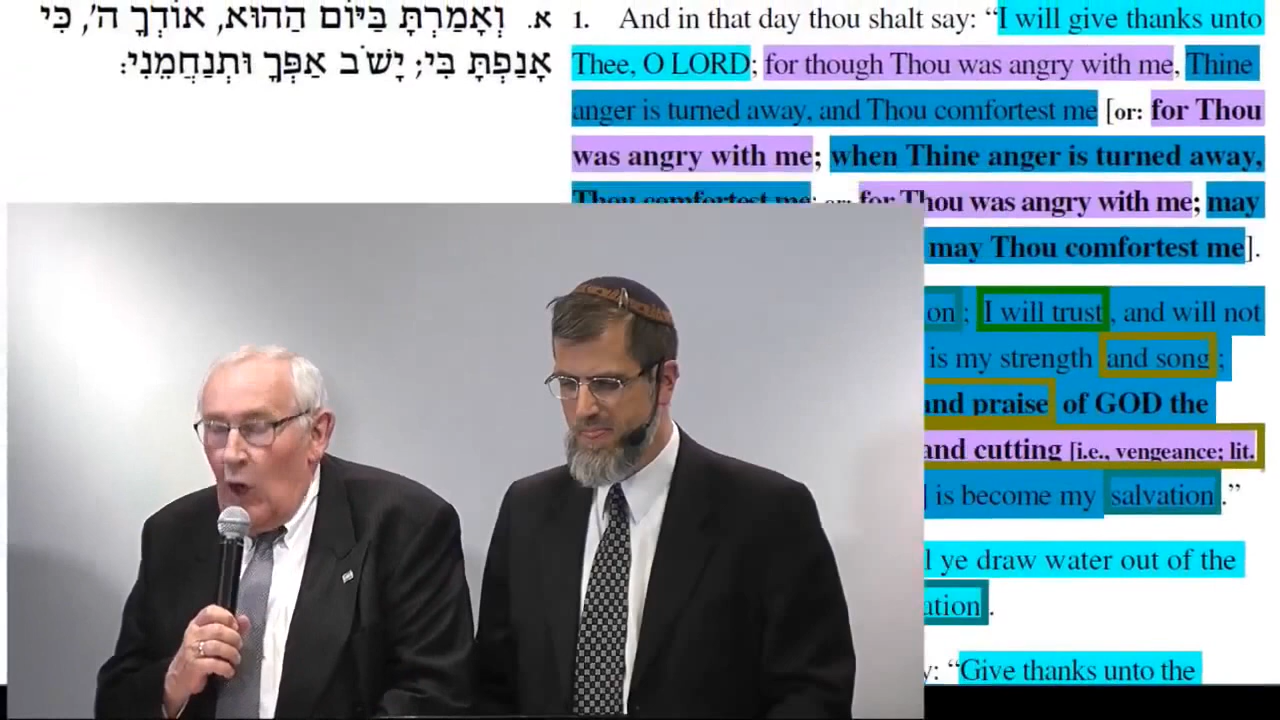 א. וְאָמַרְתָּ בַּיּוֹם הַהוּא, אוֹדְךָ ה', כִּי
אָנַפְתָּ בִּי; יָשֹׁב אַפְּךָ וּתְנַחֲמֵנִי:
1. And in that day thou shalt say: “I will give thanks unto
Thee, O LORD; for though Thou was angry with me, Thine
anger is turned away, and Thou comfortest me [or: for Thou
was angry with me; when Thine anger is turned away,
Thou comfortest me; or: for Thou was angry with me; may
may Thou comfortest me].
on; I will trust, and will not
is my strength and song;
and praise of GOD the
and cutting [i.e., vengeance; lit.
] is become my salvation.”
ye draw water out of the
“Give thanks unto the